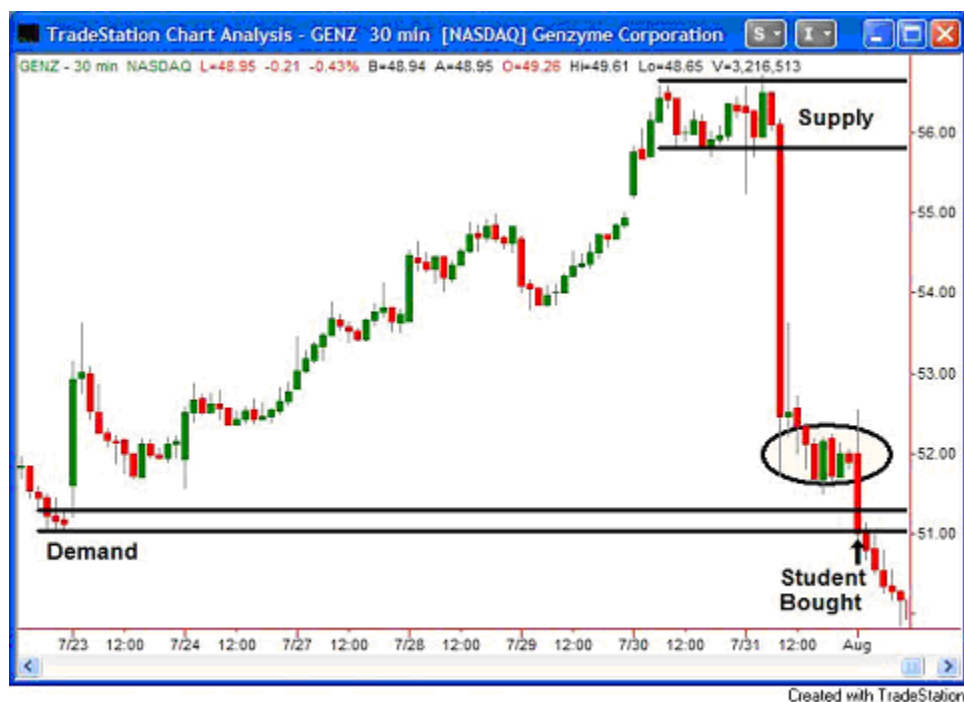 TradeStation Chart Analysis - GENZ 30 min [NASDAQ] Genzyme Corporation
S
I
GENZ - 30 min NASDAQ L=48.95 -0.21 -0.43% B=48.94 A=48.95 O=49.26 Hi=49.61 Lo=48.65 V=3,216,513
Supply
56.00
55.00
54.00
53.00
52.00
51.00
Demand
Student
Bought
7/23 12:00 7/24 12:00 7/27 12:00 7/28 12:00 7/29 12:00 7/30 12:00 7/31 12:00 Aug
Created with TradeStation